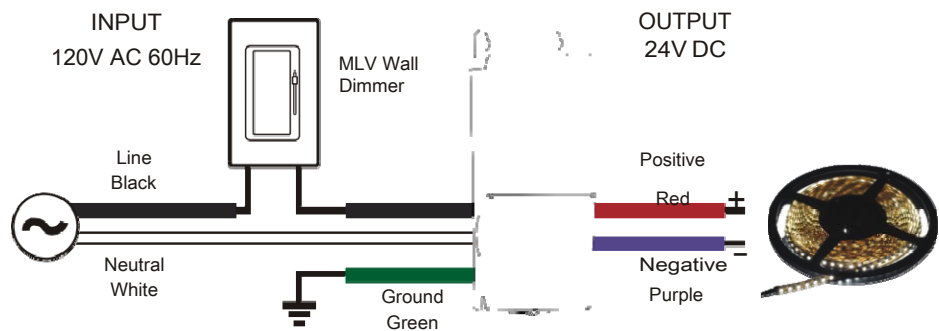 INPUT
120V AC 60Hz
MLV Wall
Dimmer
OUTPUT
24V DC
Line
Black
Neutral
White
Ground
Green
Positive
Red
+
−
Negative
Purple